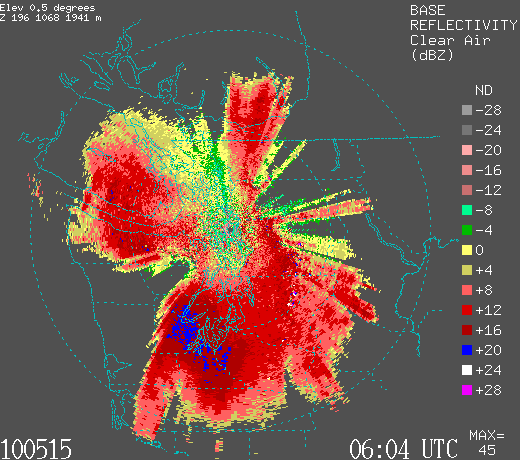 Elev 0.5 degrees
Z 196 1068 1941 m
BASE
REFLECTIVITY
Clear Air
(dBZ)
ND
-28
-24
-20
-16
-12
-8
-4
0
+4
+8
+12
+16
+20
+24
+28
MAX=
45
100515
06:04 UTC